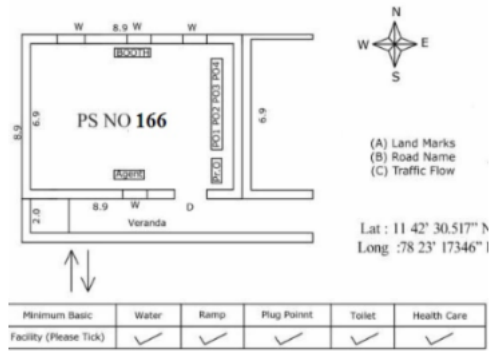 W 8.9 W W
N
W E
S
BOOTH
PO1 PO2 PO3 PO4
8.9
6.9
PS NO 166
6.9
(A) Land Marks
(B) Road Name
(C) Traffic Flow
Agent
Pr.O
2.0
8.9 W D
Veranda
Lat : 11 42' 30.517" N
Long :78 23' 17346"
Minimum Basic Water Ramp Plug Poinnt Toilet Health Care
Facility (Please Tick)